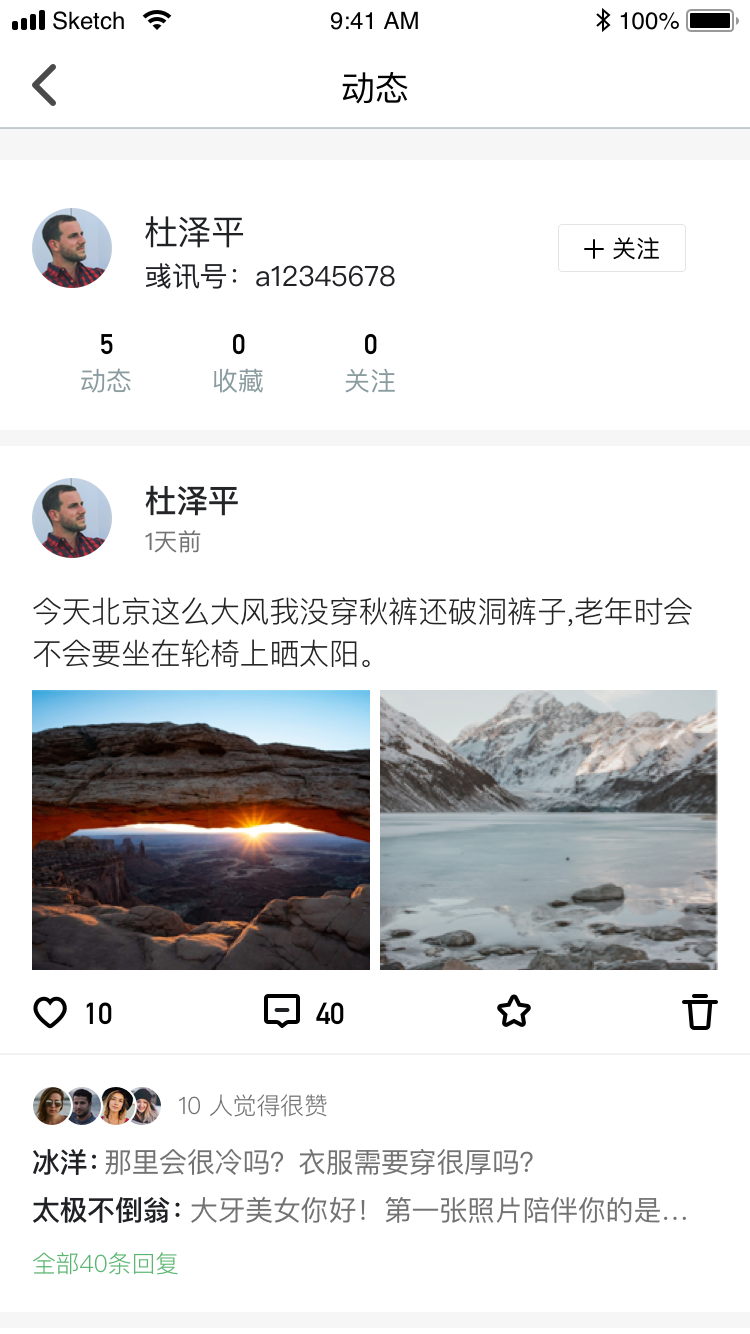 Sketch 9:41 AM 100%
动态
杜泽平
彧讯号：a12345678
关注
5 0 0
动态 收藏 关注
杜泽平
1天前
今天北京这么大风我没穿秋裤还破洞裤子,老年时会
不会要坐在轮椅上晒太阳。
10 40
10 人觉得很赞
冰洋：那里会很冷吗？衣服需要穿很厚吗?
太极不倒翁：大牙美女你好！第一张照片陪伴你的是...
全部40条回复